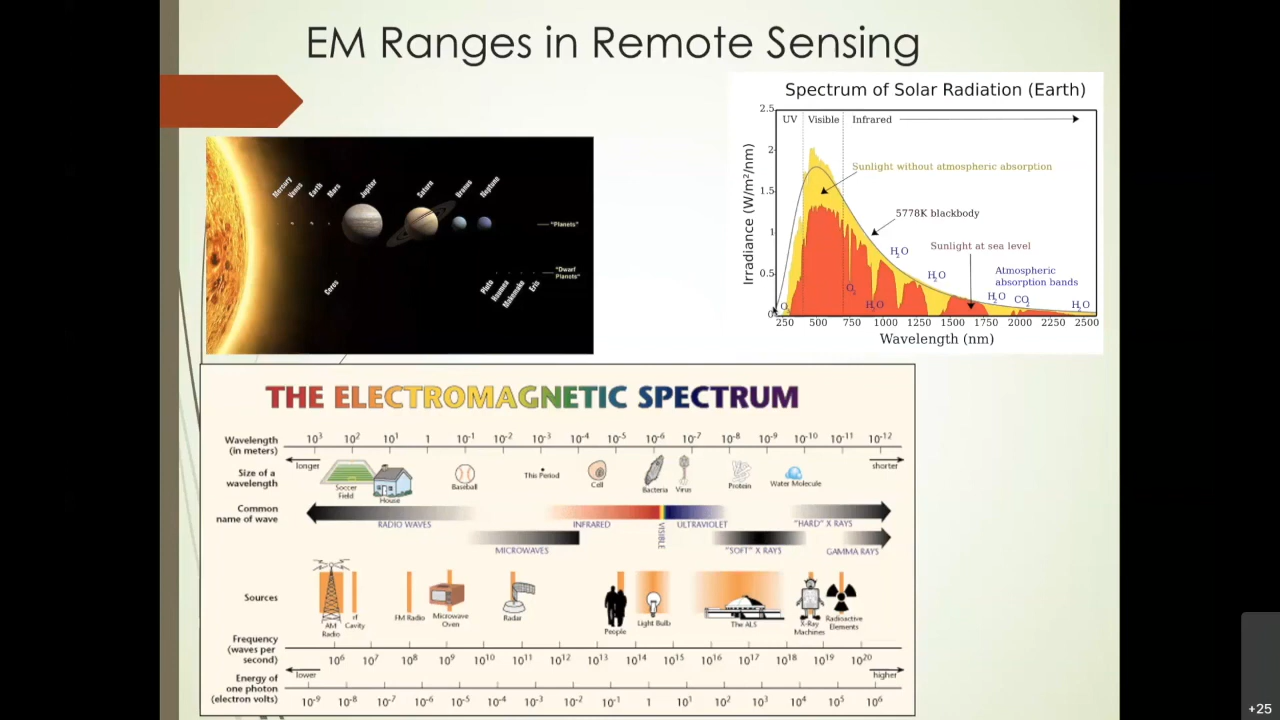 EM Ranges in Remote Sensing
Mercury
Venus
Earth
Mars
Jupiter
Saturn
Uranus
Neptune
"Planets"
"Dwarf
Planets"
Ceres
Pluto
Haumea
Makemake
Eris
Spectrum of Solar Radiation (Earth)
Irradiance (W/m²/nm)
2.5
2
1.5
1
0.5
0
UV Visible Infrared
Sunlight without atmospheric absorption
5778K blackbody
Sunlight at sea level
Atmospheric
absorption bands
H₂O
H₂O
H₂O CO₂ H₂O
O₂
H₂O
250 500 750 1000 1250 1500 1750 2000 2250 2500
Wavelength (nm)
THE ELECTROMAGNETIC SPECTRUM
Wavelength
(in meters)
10³ 10² 10¹ 1 10⁻¹ 10⁻² 10⁻³ 10⁻⁴ 10⁻⁵ 10⁻⁶ 10⁻⁷ 10⁻⁸ 10⁻⁹ 10⁻¹⁰ 10⁻¹¹ 10⁻¹²
longer shorter
Size of a
wavelength
Soccer
Field
House
Baseball
This Period
Cell
Bacteria
Virus
Protein
Water Molecule
Common
name of wave
RADIO WAVES
INFRARED
VISIBLE
ULTRAVIOLET
"HARD" X RAYS
MICROWAVES
"SOFT" X RAYS
GAMMA RAYS
Sources
AM
Radio
rf
Cavity
FM Radio
Microwave
Oven
Radar
People
Light Bulb
The ALS
X-Ray
Machines
Radioactive
Elements
Frequency
(waves per
second)
10⁶ 10⁷ 10⁸ 10⁹ 10¹⁰ 10¹¹ 10¹² 10¹³ 10¹⁴ 10¹⁵ 10¹⁶ 10¹⁷ 10¹⁸ 10¹⁹ 10²⁰
lower higher
Energy of
one photon
(electron volts)
10⁻⁹ 10⁻⁸ 10⁻⁷ 10⁻⁶ 10⁻⁵ 10⁻⁴ 10⁻³ 10⁻² 10⁻¹ 1 10¹ 10² 10³ 10⁴ 10⁵ 10⁶
+25